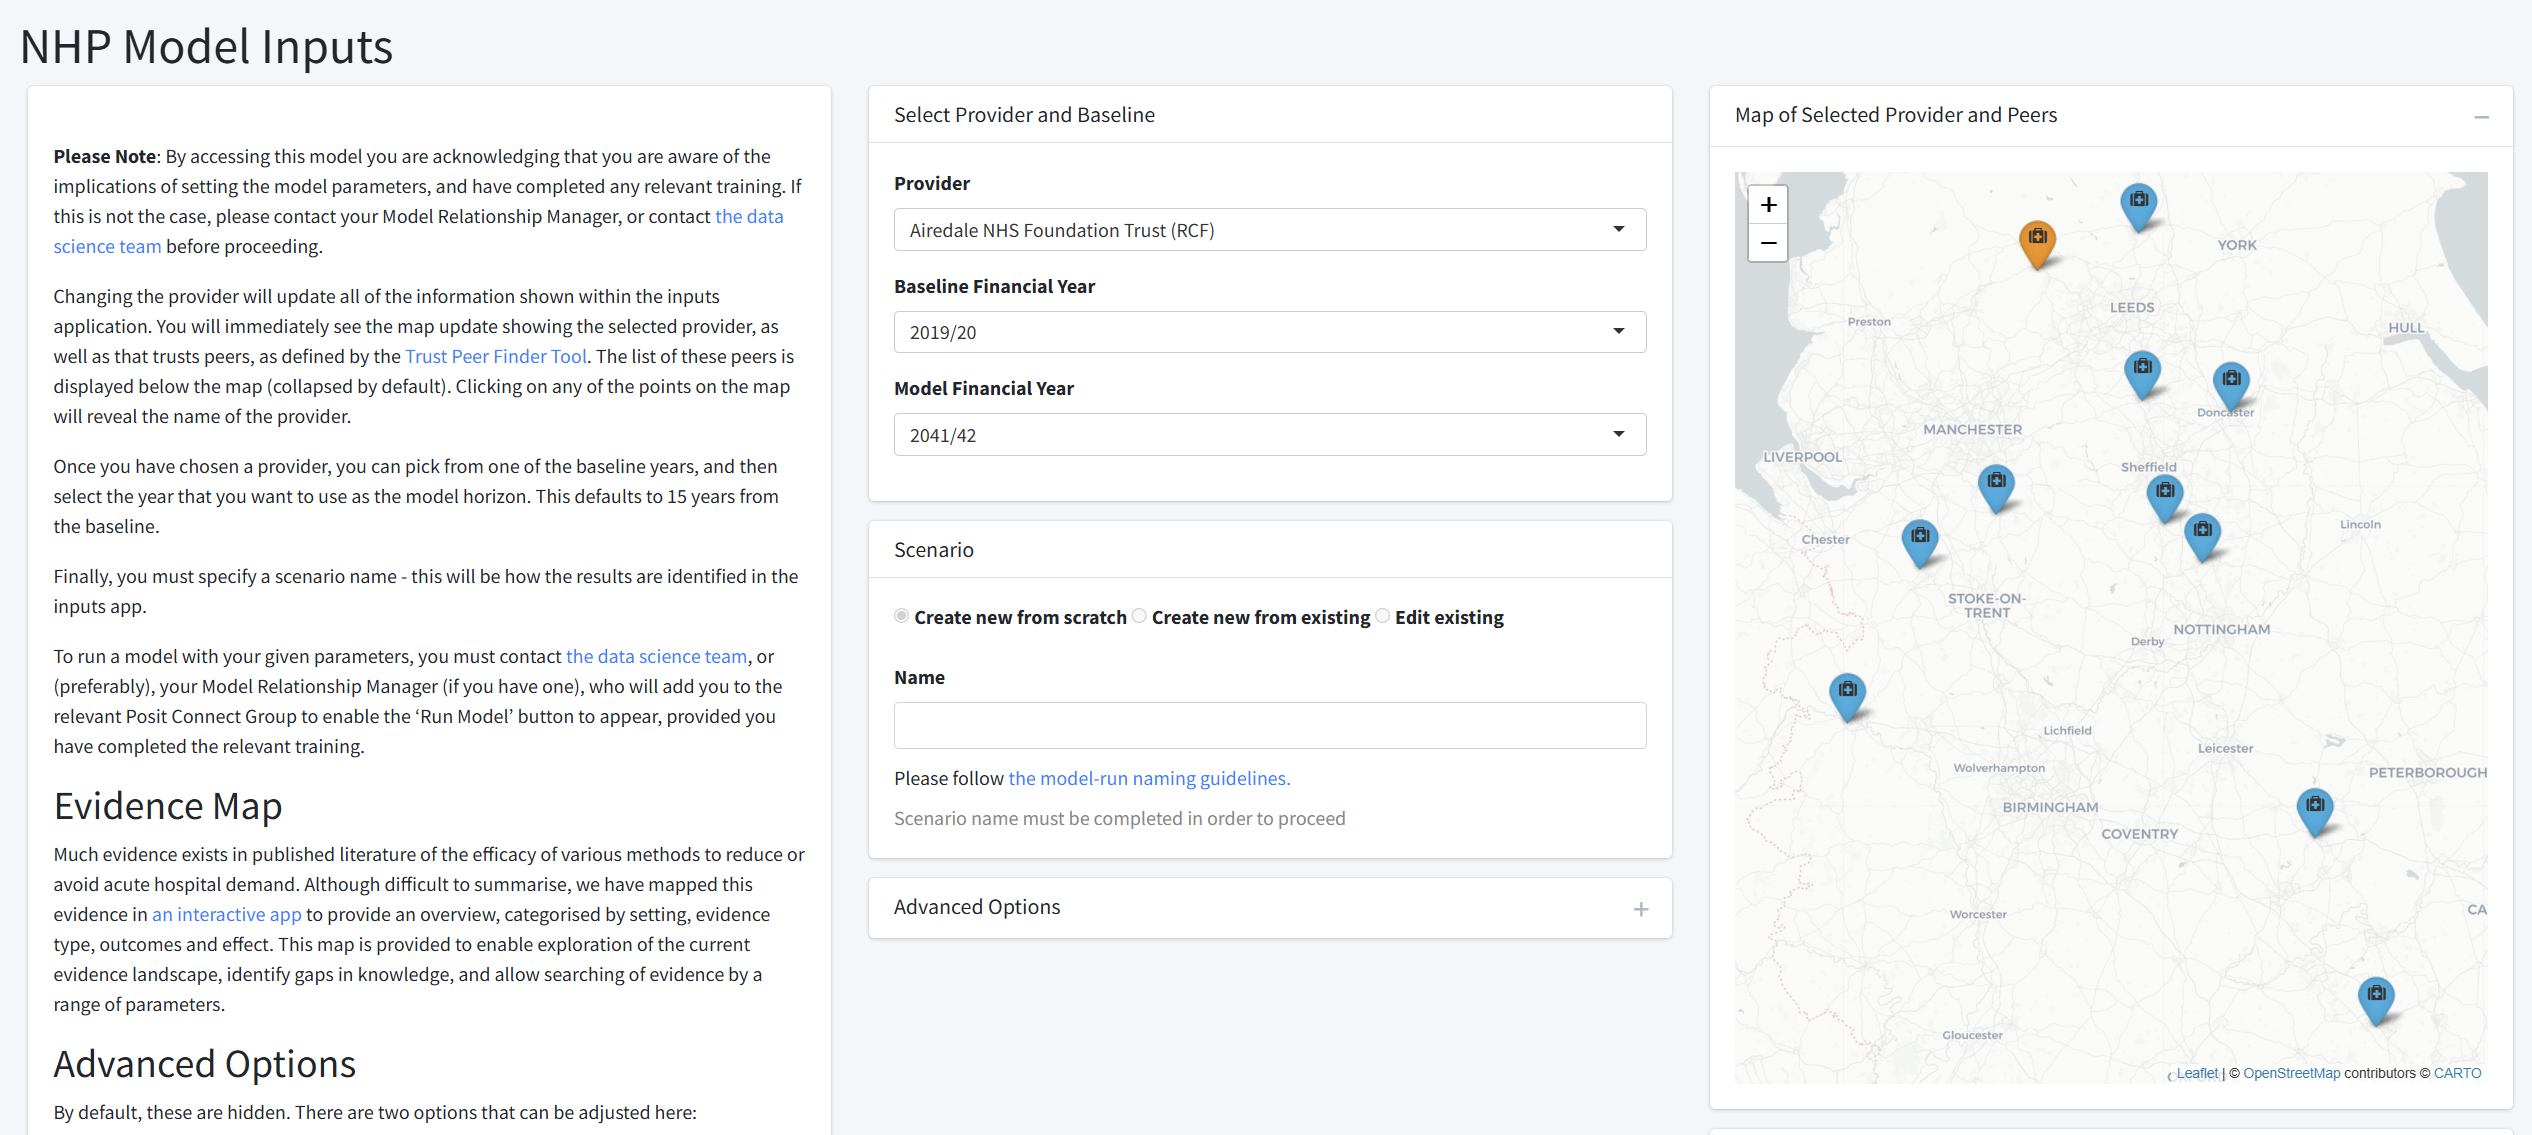 NHP Model Inputs
Please Note: By accessing this model you are acknowledging that you are aware of the
implications of setting the model parameters, and have completed any relevant training. If
this is not the case, please contact your Model Relationship Manager, or contact the data
science team before proceeding.
Changing the provider will update all of the information shown within the inputs
application. You will immediately see the map update showing the selected provider, as
well as that trusts peers, as defined by the Trust Peer Finder Tool. The list of these peers is
displayed below the map (collapsed by default). Clicking on any of the points on the map
will reveal the name of the provider.
Once you have chosen a provider, you can pick from one of the baseline years, and then
select the year that you want to use as the model horizon. This defaults to 15 years from
the baseline.
Finally, you must specify a scenario name - this will be how the results are identified in the
inputs app.
To run a model with your given parameters, you must contact the data science team, or
(preferably), your Model Relationship Manager (if you have one), who will add you to the
relevant Posit Connect Group to enable the ‘Run Model’ button to appear, provided you
have completed the relevant training.
Evidence Map
Much evidence exists in published literature of the efficacy of various methods to reduce or
avoid acute hospital demand. Although difficult to summarise, we have mapped this
evidence in an interactive app to provide an overview, categorised by setting, evidence
type, outcomes and effect. This map is provided to enable exploration of the current
evidence landscape, identify gaps in knowledge, and allow searching of evidence by a
range of parameters.
Advanced Options
By default, these are hidden. There are two options that can be adjusted here:
Select Provider and Baseline
Provider
Airedale NHS Foundation Trust (RCF)
Baseline Financial Year
2019/20
Model Financial Year
2041/42
Scenario
Create new from scratch Create new from existing Edit existing
Name
Please follow the model-run naming guidelines.
Scenario name must be completed in order to proceed
Advanced Options
+
Map of Selected Provider and Peers
−
+
−
YORK
LEEDS
Preston
HULL
Doncaster
MANCHESTER
LIVERPOOL
Sheffield
Lincoln
Chester
STOKE-ON-
TRENT
NOTTINGHAM
Derby
Lichfield
Leicester
Wolverhampton
PETERBOROUGH
BIRMINGHAM
COVENTRY
CA
Worcester
Gloucester
Leaflet | © OpenStreetMap contributors © CARTO